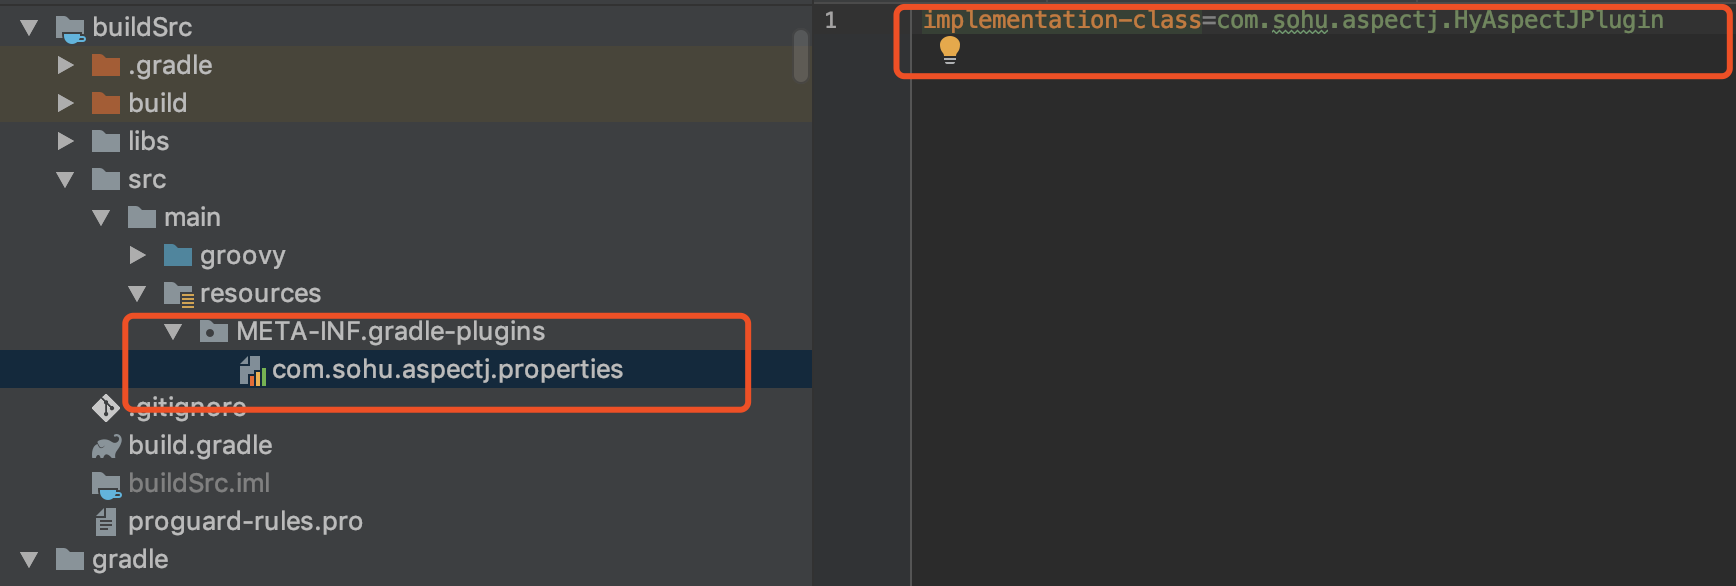 buildSrc
.gradle
build
libs
src
main
groovy
resources
META-INF.gradle-plugins
com.sohu.aspectj.properties
.gitignore
build.gradle
buildSrc.iml
proguard-rules.pro
gradle
1
implementation-class=com.sohu.aspectj.HyAspectJPlugin